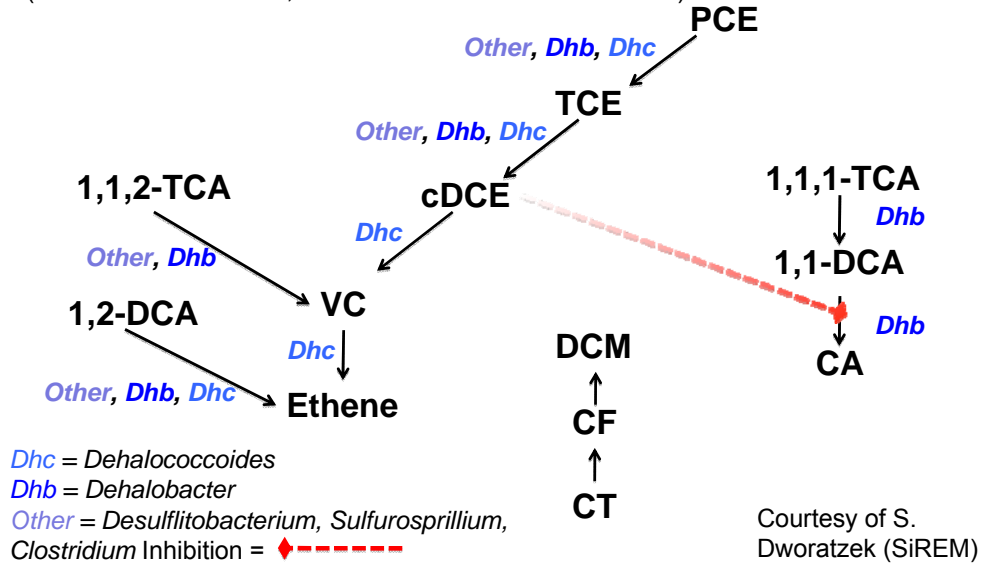 PCE
Other, Dhb, Dhc
TCE
Other, Dhb, Dhc
1,1,2-TCA
cDCE
1,1,1-TCA
Dhb
Dhc
Other, Dhb
1,1-DCA
1,2-DCA
VC
Dhb
Dhc
DCM
CA
Other, Dhb, Dhc
Ethene
CF
Dhc = Dehalococcoides
Dhb = Dehalobacter
CT
Other = Desulflitobacterium, Sulfurosprillium,
Clostridium Inhibition =
Courtesy of S.
Dworatzek (SiREM)